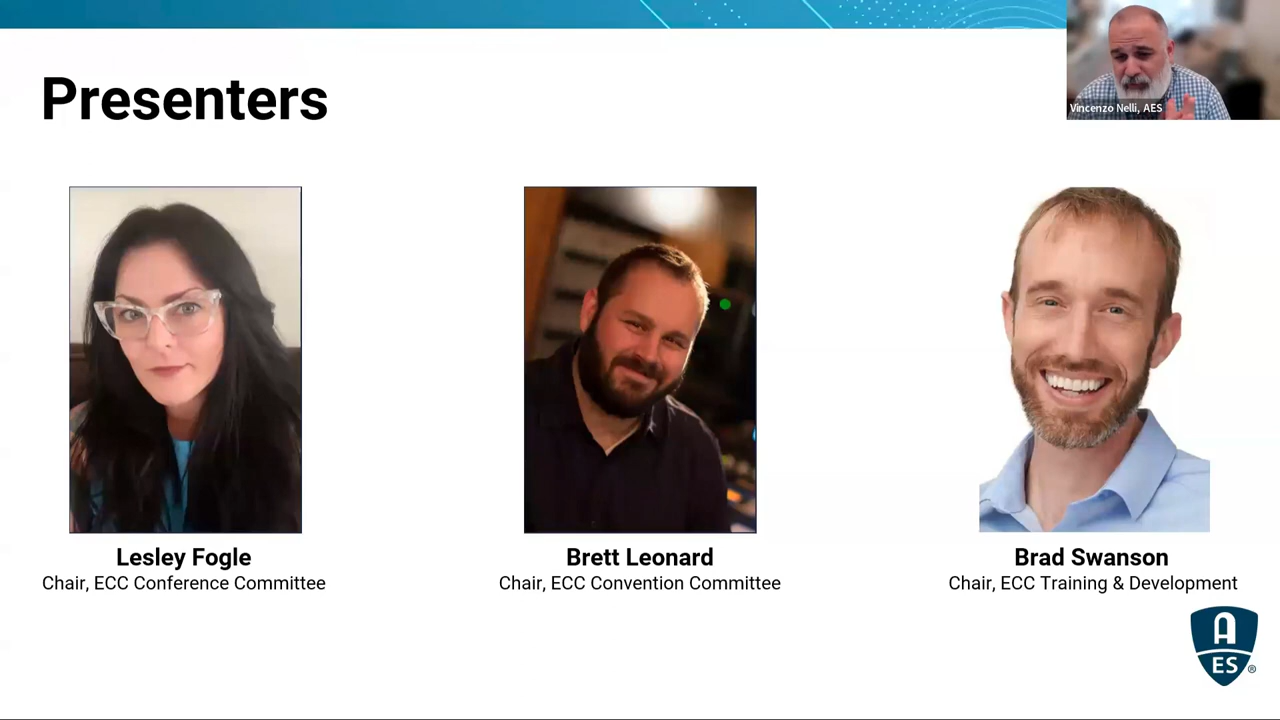 Presenters
Vincenzo Nelli, AES
Lesley Fogle
Chair, ECC Conference Committee
Brett Leonard
Chair, ECC Convention Committee
Brad Swanson
Chair, ECC Training & Development
A
ES ®